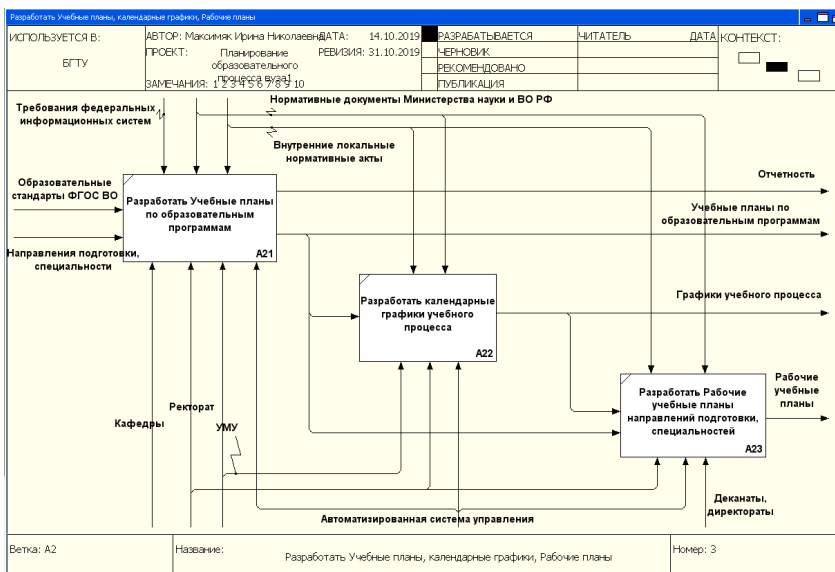 Разработать Учебные планы, календарные графики, Рабочие планы
ИСПОЛЬЗУЕТСЯ В:
БГТУ
АВТОР: Максимяк Ирина Николаевна
ДАТА: 14.10.2019
ПРОЕКТ: Планирование
образовательного
процесса вуза1
РЕВИЗИЯ: 31.10.2019
ЗАМЕЧАНИЯ: 1 2 3 4 5 6 7 8 9 10
РАЗРАБАТЫВАЕТСЯ
ЧЕРНОВИК
РЕКОМЕНДОВАНО
ПУБЛИКАЦИЯ
ЧИТАТЕЛЬ
ДАТА
КОНТЕКСТ:
Требования федеральных
информационных систем
Нормативные документы Министерства науки и ВО РФ
Внутренние локальные
нормативные акты
Образовательные
стандарты ФГОС ВО
Направления подготовки,
специальности
Разработать Учебные планы
по образовательным
программам
A21
Отчетность
Учебные планы по
образовательным программам
Разработать календарные
графики учебного
процесса
A22
Графики учебного процесса
Разработать Рабочие
учебные планы
направлений подготовки,
специальностей
A23
Рабочие
учебные
планы
Кафедры
Ректорат
УМУ
Автоматизированная система управления
Деканаты,
директораты
Ветка: A2
Название:
Разработать Учебные планы, календарные графики, Рабочие планы
Номер: 3